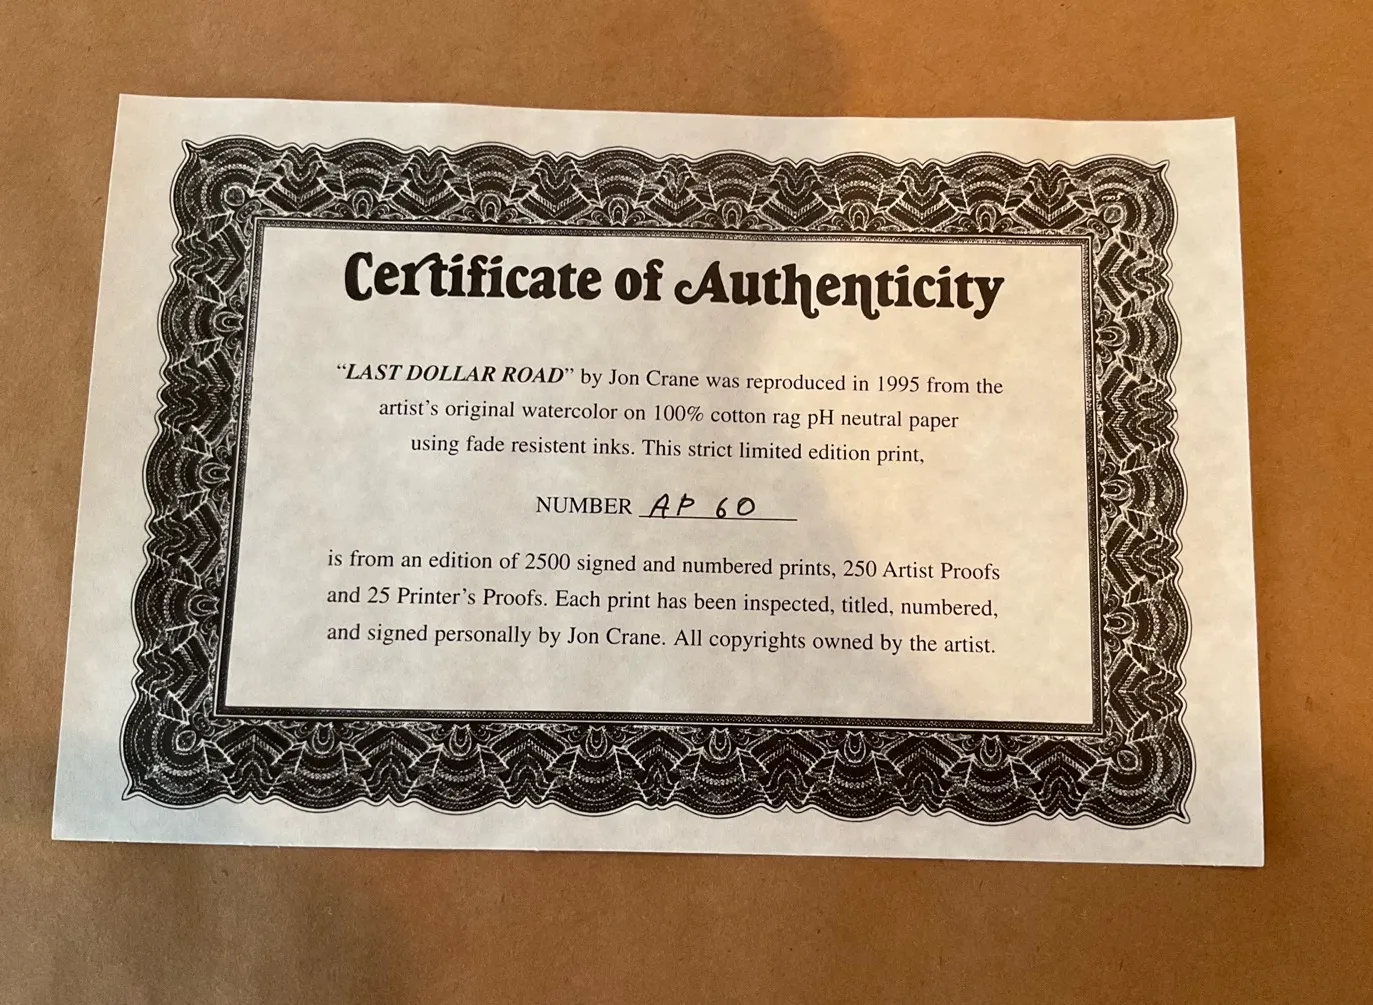 Certificate of Authenticity
“LAST DOLLAR ROAD” by Jon Crane was reproduced in 1995 from the
artist’s original watercolor on 100% cotton rag pH neutral paper
using fade resistent inks. This strict limited edition print,
NUMBER AP 60
is from an edition of 2500 signed and numbered prints, 250 Artist Proofs
and 25 Printer’s Proofs. Each print has been inspected, titled, numbered,
and signed personally by Jon Crane. All copyrights owned by the artist.